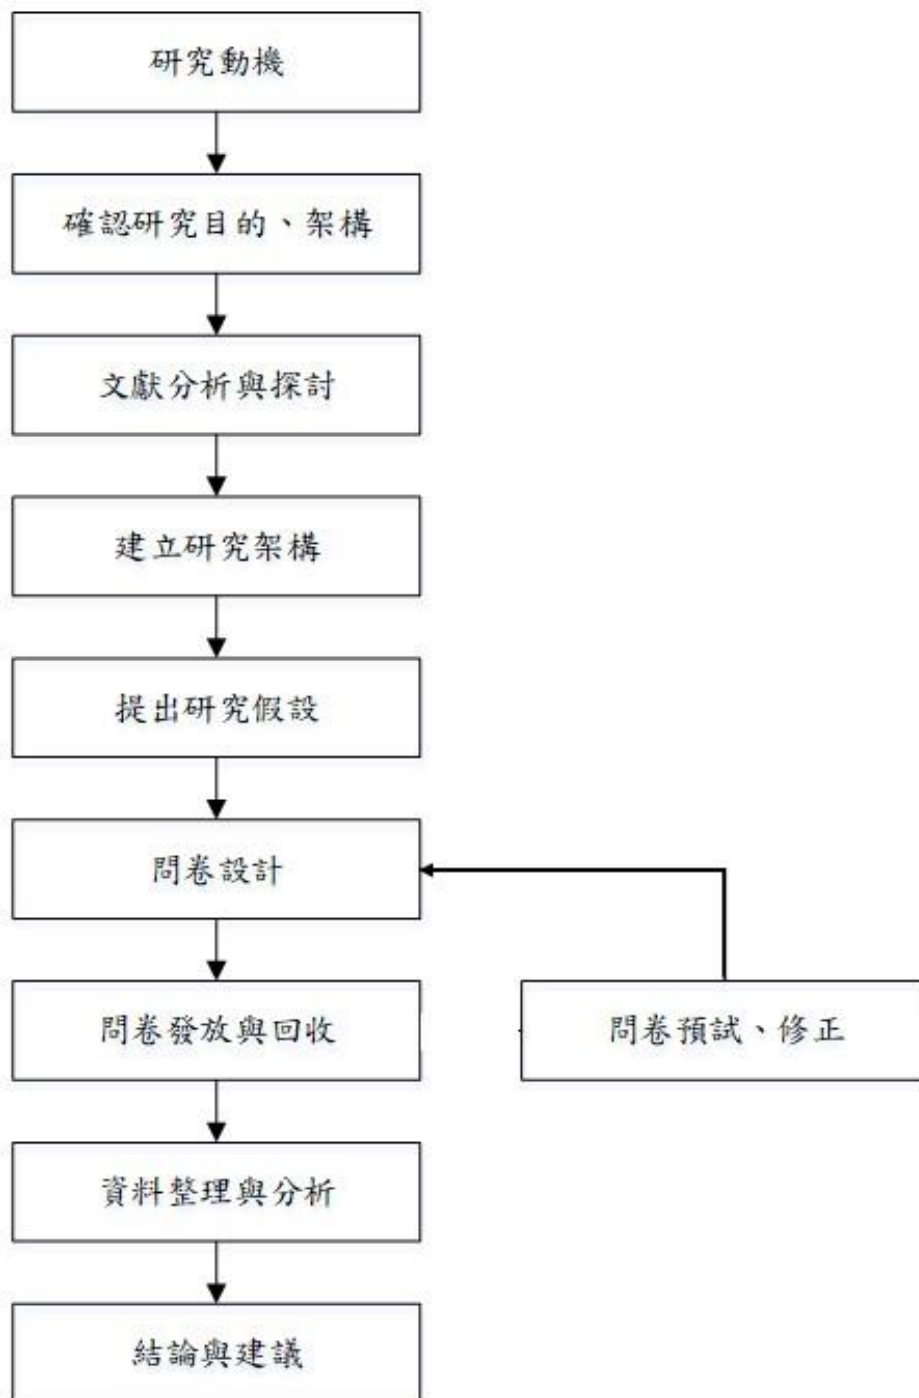 研究動機
確認研究目的、架構
文獻分析與探討
建立研究架構
提出研究假設
問卷設計
問卷發放與回收
問卷預試、修正
資料整理與分析
結論與建議